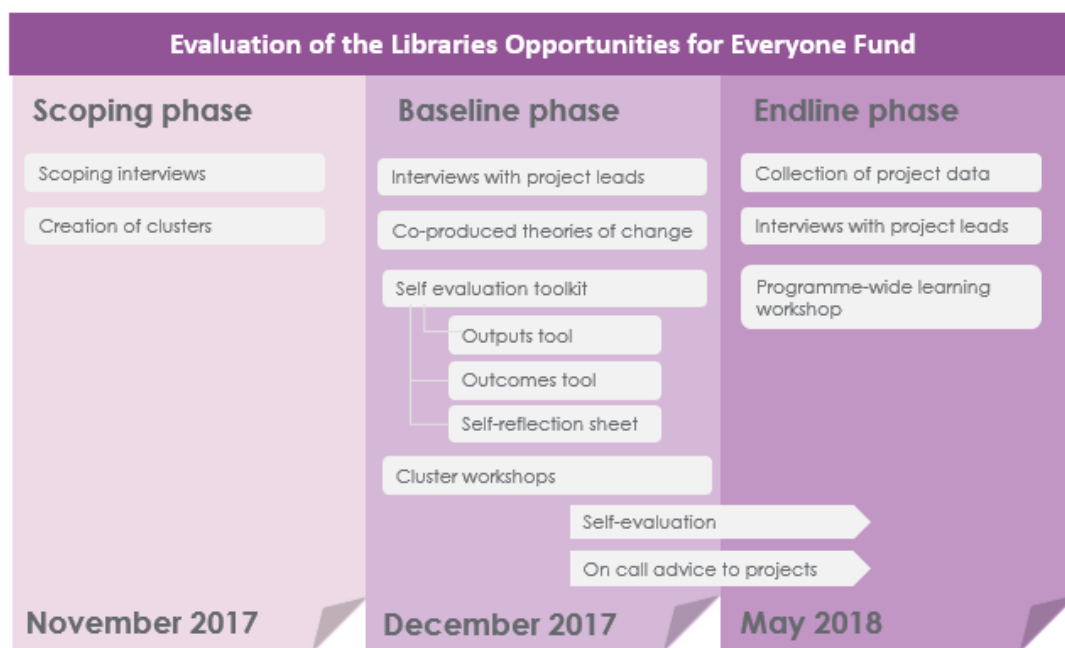 Evaluation of the Libraries Opportunities for Everyone Fund
Scoping phase
Scoping interviews
Creation of clusters
November 2017
Baseline phase
Interviews with project leads
Co-produced theories of change
Self evaluation toolkit
Outputs tool
Outcomes tool
Self-reflection sheet
Cluster workshops
Self-evaluation
On call advice to projects
December 2017
Endline phase
Collection of project data
Interviews with project leads
Programme-wide learning
workshop
May 2018